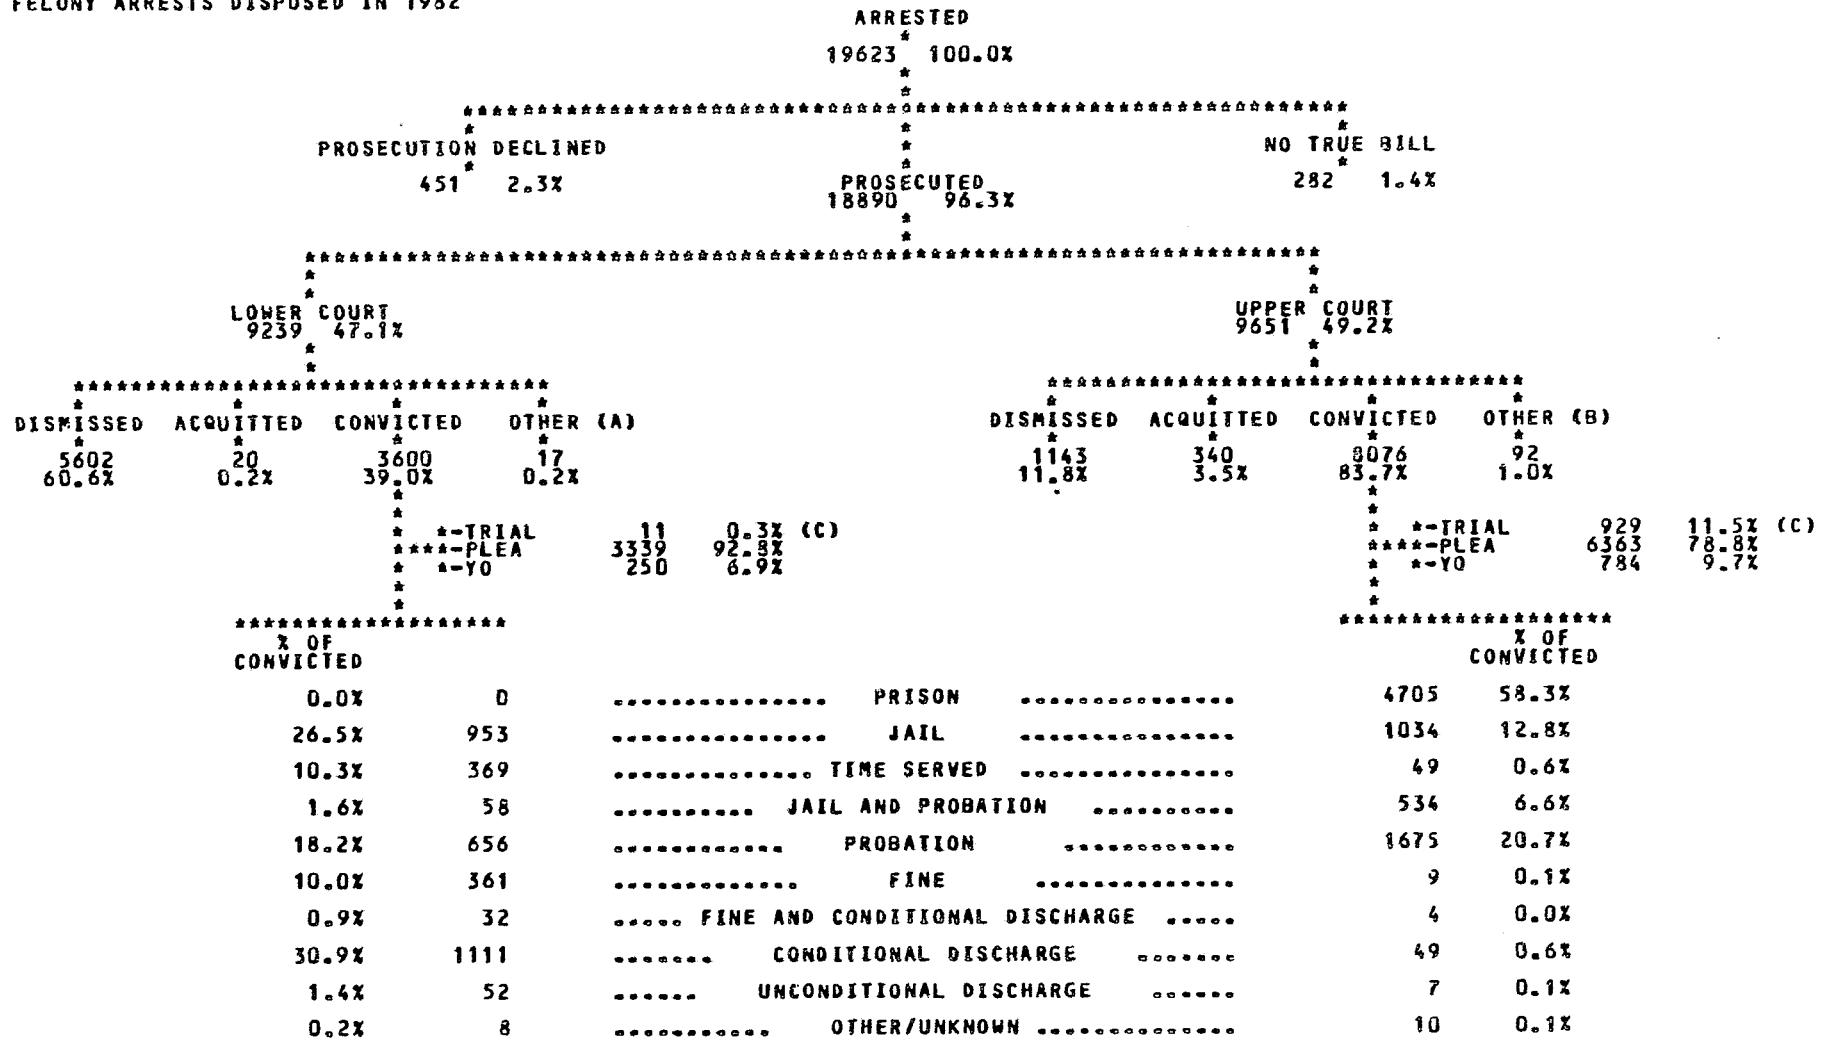 FELONY ARRESTS DISPOSED IN 1982
ARRESTED
19623 100.0%
PROSECUTION DECLINED
NO TRUE BILL
451 2.3%
PROSECUTED
282 1.4%
18890 96.3%
LOWER COURT
9239 47.1%
UPPER COURT
9651 49.2%
DISMISSED ACQUITTED CONVICTED OTHER (A)
5602 20 3600 17
60.6% 0.2% 39.0% 0.2%
DISMISSED ACQUITTED CONVICTED OTHER (B)
1143 340 8076 92
11.8% 3.5% 83.7% 1.0%
*-TRIAL 11 0.3% (C)
****-PLEA 3339 92.8%
*-YO 250 6.9%
*-TRIAL 929 11.5% (C)
****-PLEA 6363 78.8%
*-YO 784 9.7%
% OF
CONVICTED
% OF
CONVICTED
0.0% 0 ............... PRISON ............... 4705 58.3%
26.5% 953 ............... JAIL ............... 1034 12.8%
10.3% 369 .............. TIME SERVED ............... 49 0.6%
1.6% 58 .......... JAIL AND PROBATION .......... 534 6.6%
18.2% 656 ............ PROBATION ............ 1675 20.7%
10.0% 361 ............. FINE .............. 9 0.1%
0.9% 32 ..... FINE AND CONDITIONAL DISCHARGE ..... 4 0.0%
30.9% 1111 ....... CONDITIONAL DISCHARGE ....... 49 0.6%
1.4% 52 ...... UNCONDITIONAL DISCHARGE ...... 7 0.1%
0.2% 8 ........... OTHER/UNKNOWN .............. 10 0.1%